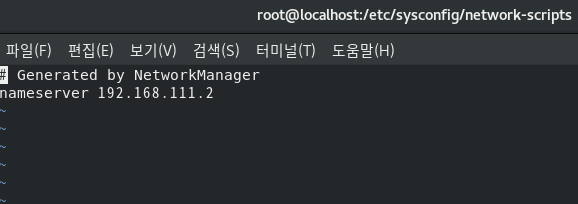 root@localhost:/etc/sysconfig/network-scripts
파일(F) 편집(E) 보기(V) 검색(S) 터미널(T) 도움말(H)
# Generated by NetworkManager
nameserver 192.168.111.2
~
~
~
~
~
~